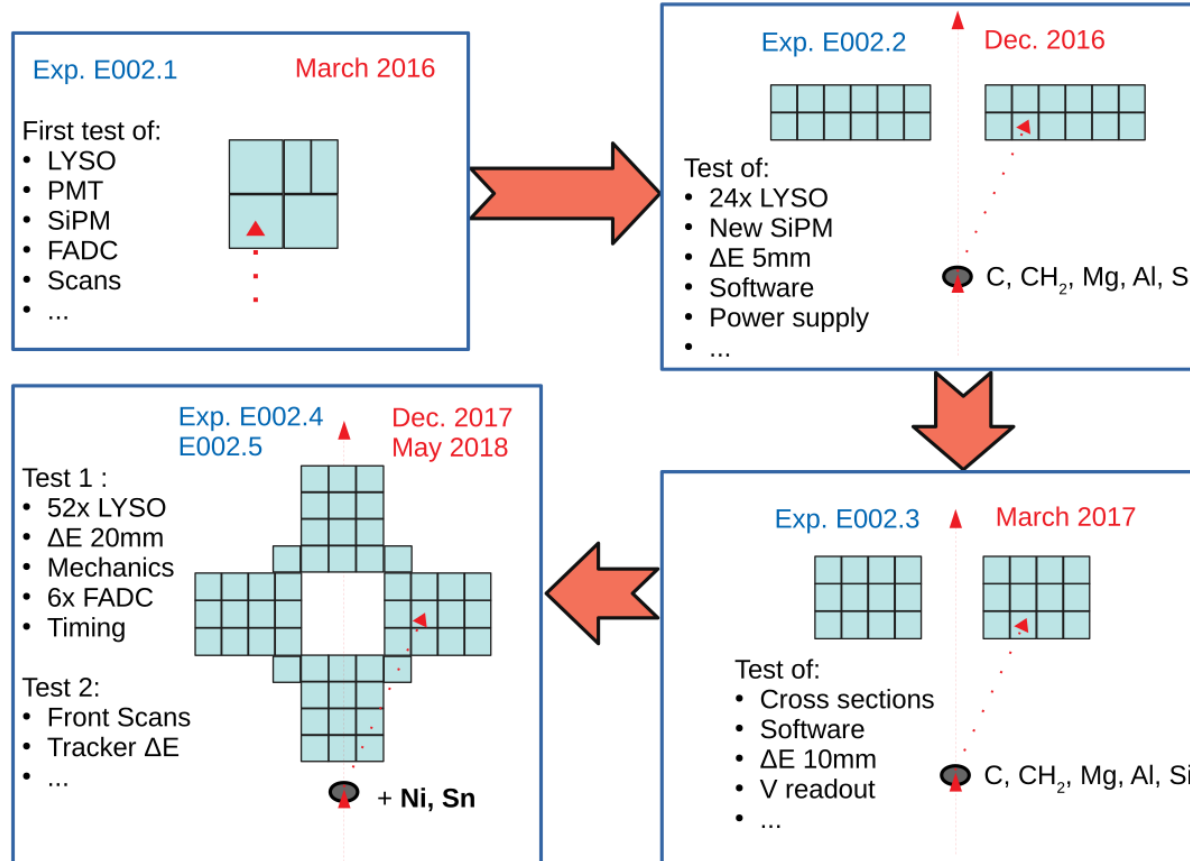 Exp. E002.1
March 2016
First test of:
• LYSO
• PMT
• SiPM
• FADC
• Scans
• ...
Exp. E002.2
Dec. 2016
Test of:
• 24x LYSO
• New SiPM
• ΔE 5mm
• Software
• Power supply
• ...
C, CH₂, Mg, Al, S
Exp. E002.3
March 2017
Test of:
• Cross sections
• Software
• ΔE 10mm
• V readout
• ...
C, CH₂, Mg, Al, Si
Exp. E002.4
E002.5
Dec. 2017
May 2018
Test 1 :
• 52x LYSO
• ΔE 20mm
• Mechanics
• 6x FADC
• Timing
Test 2:
• Front Scans
• Tracker ΔE
• ...
+ Ni, Sn